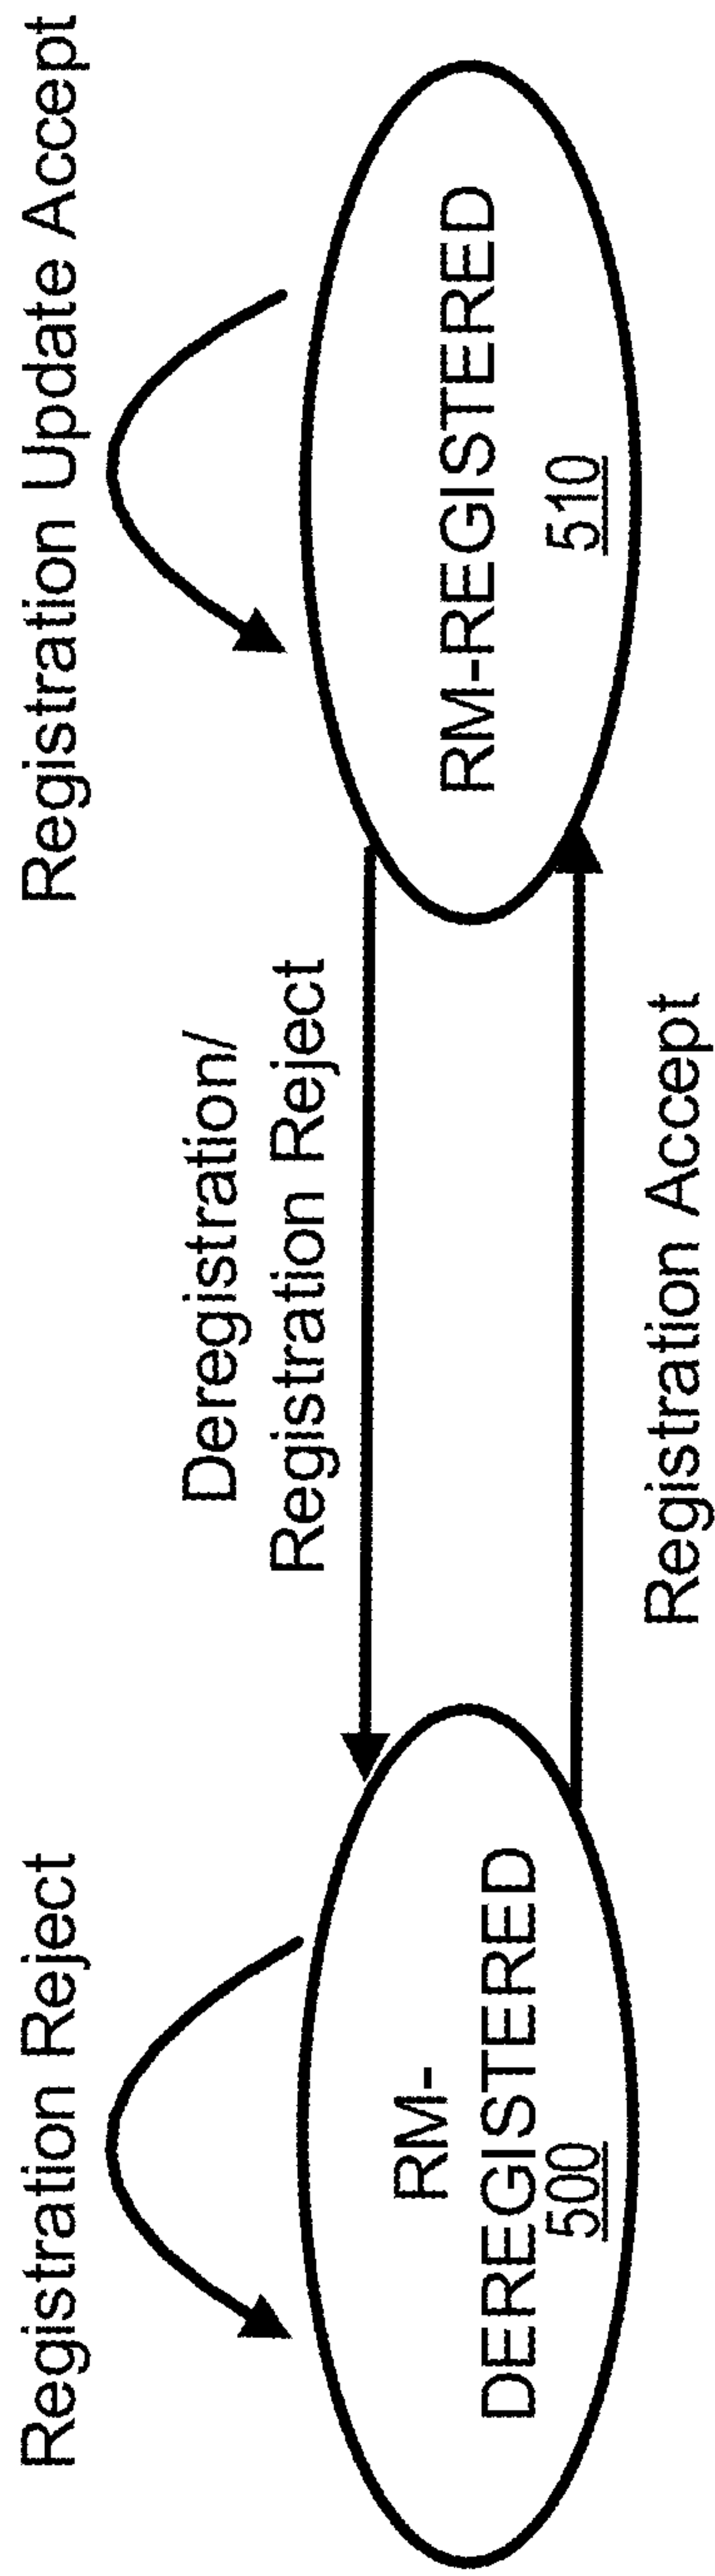 Registration Reject
Registration Update Accept
Deregistration/
Registration Reject
RM-
DEREGISTERED
500
RM-REGISTERED
510
Registration Accept